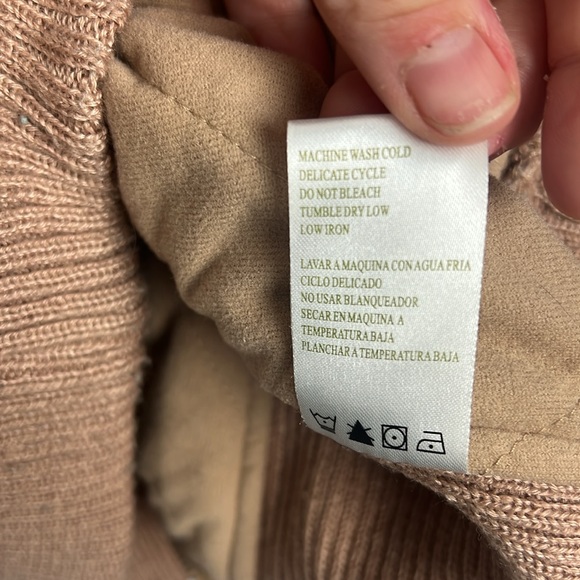 MACHINE WASH COLD
DELICATE CYCLE
DO NOT BLEACH
TUMBLE DRY LOW
LOW IRON
LAVAR A MAQUINA CON AGUA FRIA
CICLO DELICADO
NO USAR BLANQUEADOR
SECAR EN MAQUINA A
TEMPERATURA BAJA
PLANCHAR A TEMPERATURA BAJA